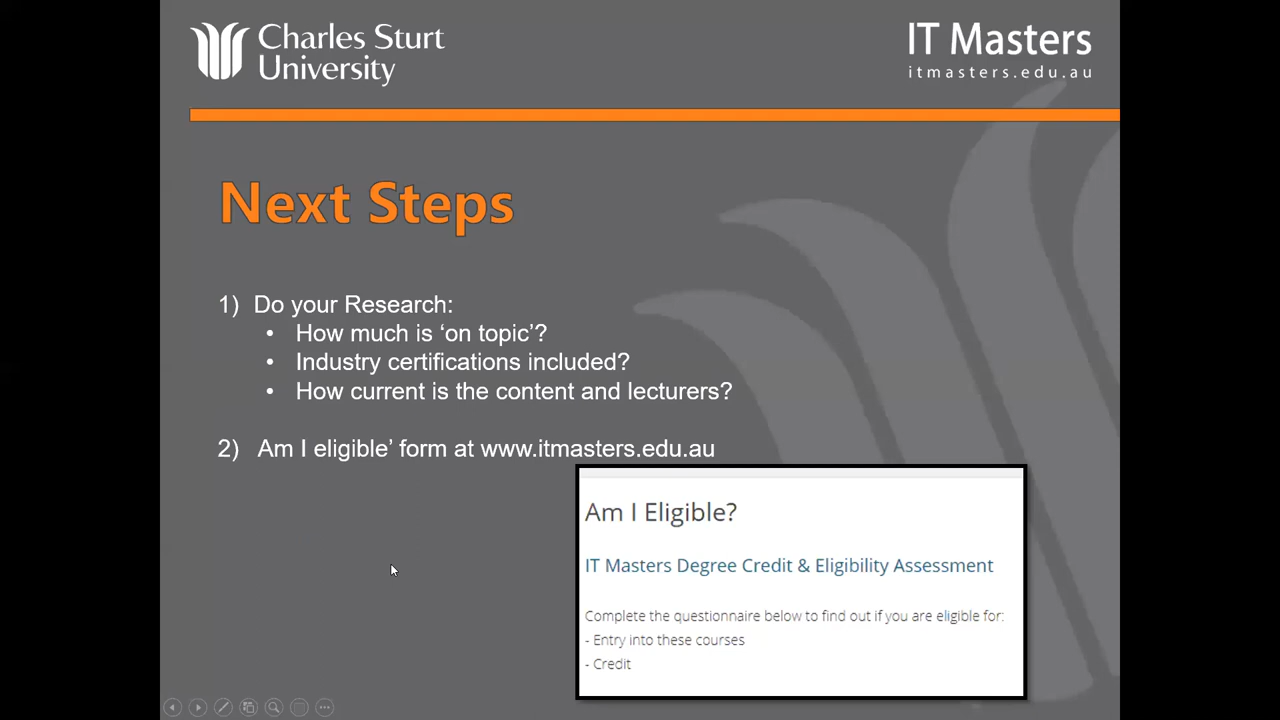 Charles Sturt
University
IT Masters
itmasters.edu.au
Next Steps
1) Do your Research:
• How much is ‘on topic’?
• Industry certifications included?
• How current is the content and lecturers?
2) Am I eligible’ form at www.itmasters.edu.au
Am I Eligible?
IT Masters Degree Credit & Eligibility Assessment
Complete the questionnaire below to find out if you are eligible for:
- Entry into these courses
- Credit